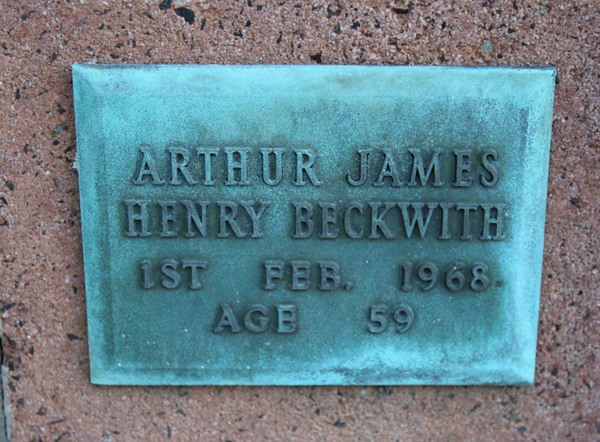 ARTHUR JAMES
HENRY BECKWITH
1ST FEB. 1968.
AGE 59